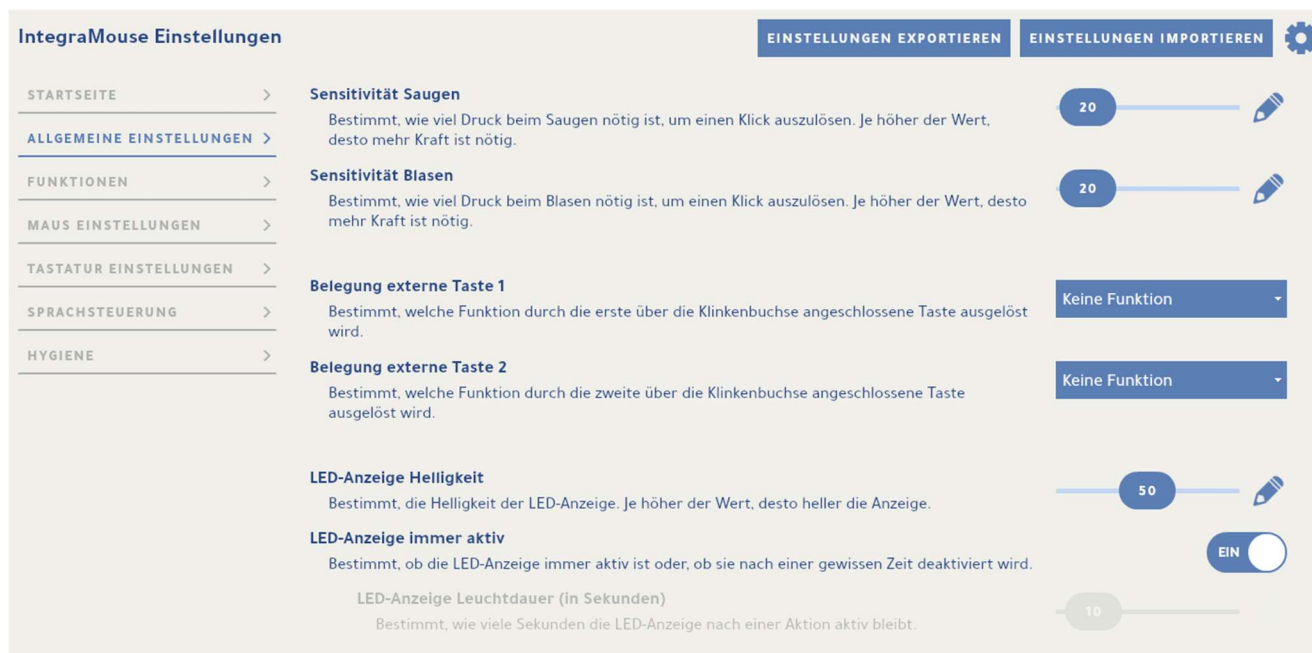 IntegraMouse Einstellungen
EINSTELLUNGEN EXPORTIEREN
EINSTELLUNGEN IMPORTIEREN
STARTSEITE
ALLGEMEINE EINSTELLUNGEN
FUNKTIONEN
MAUS EINSTELLUNGEN
TASTATUR EINSTELLUNGEN
SPRACHSTEUERUNG
HYGIENE
Sensitivität Saugen
Bestimmt, wie viel Druck beim Saugen nötig ist, um einen Klick auszulösen. Je höher der Wert,
desto mehr Kraft ist nötig.
20
Sensitivität Blasen
Bestimmt, wie viel Druck beim Blasen nötig ist, um einen Klick auszulösen. Je höher der Wert, desto
mehr Kraft ist nötig.
20
Belegung externe Taste 1
Bestimmt, welche Funktion durch die erste über die Klinkenbuchse angeschlossene Taste ausgelöst
wird.
Keine Funktion
Belegung externe Taste 2
Bestimmt, welche Funktion durch die zweite über die Klinkenbuchse angeschlossene Taste
ausgelöst wird.
Keine Funktion
LED-Anzeige Helligkeit
Bestimmt, die Helligkeit der LED-Anzeige. Je höher der Wert, desto heller die Anzeige.
50
LED-Anzeige immer aktiv
Bestimmt, ob die LED-Anzeige immer aktiv ist oder, ob sie nach einer gewissen Zeit deaktiviert wird.
EIN
LED-Anzeige Leuchtdauer (in Sekunden)
Bestimmt, wie viele Sekunden die LED-Anzeige nach einer Aktion aktiv bleibt.
10